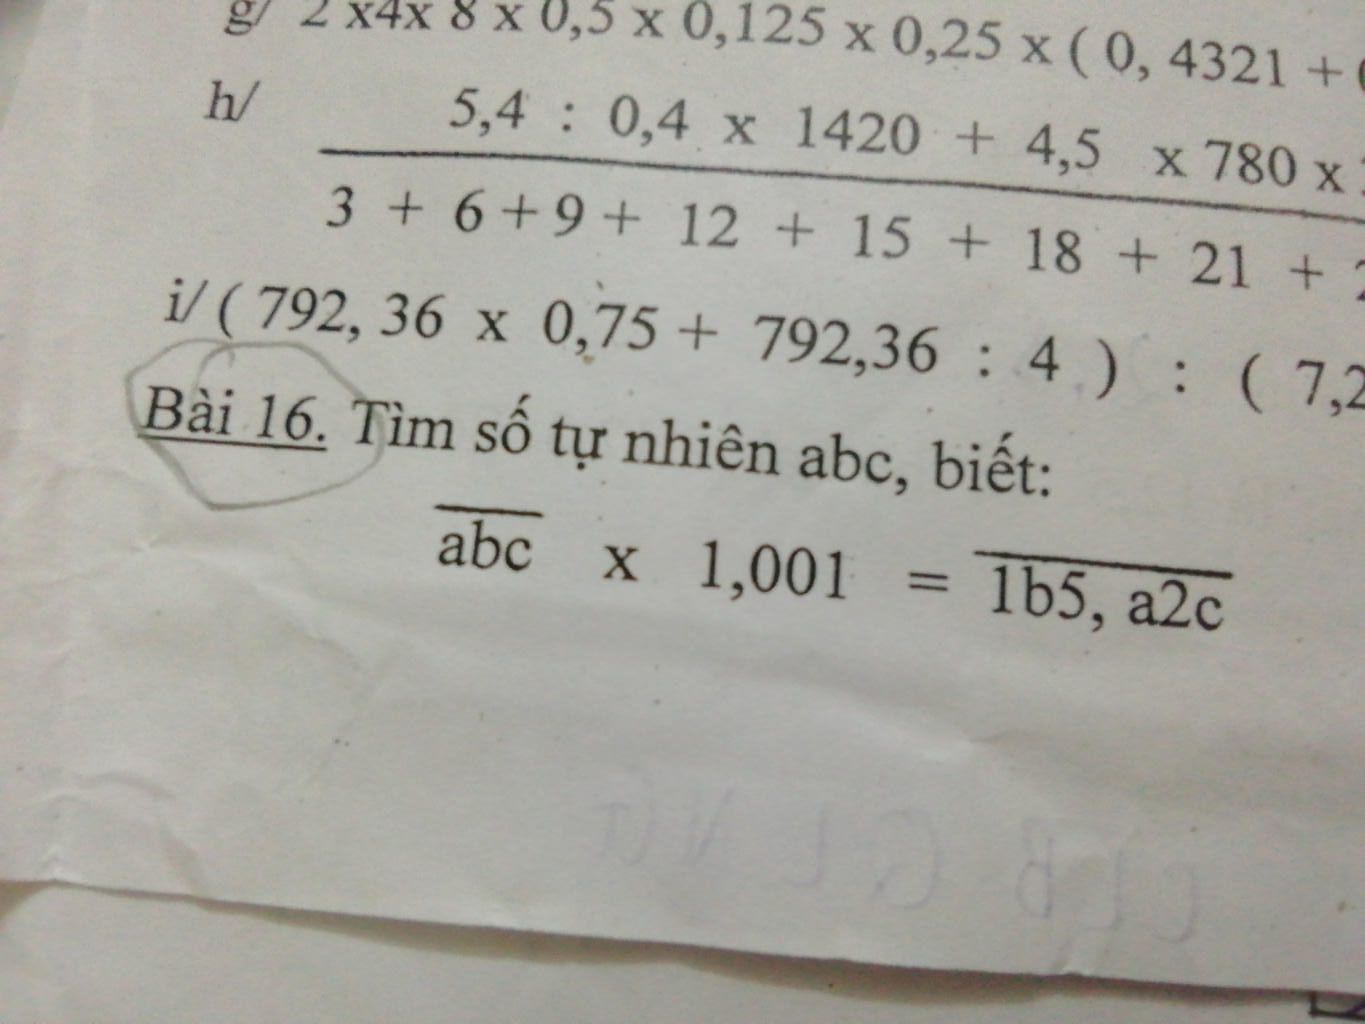 g/ 2 x4x 8 x 0,5 x 0,125 x 0,25 x ( 0, 4321 +
h/ 5,4 : 0,4 x 1420 + 4,5 x 780 x
3 + 6 + 9 + 12 + 15 + 18 + 21 +
i/ ( 792, 36 x 0,75 + 792,36 : 4 ) : ( 7,2
Bài 16. Tìm số tự nhiên abc, biết:
abc x 1,001 = 1b5, a2c